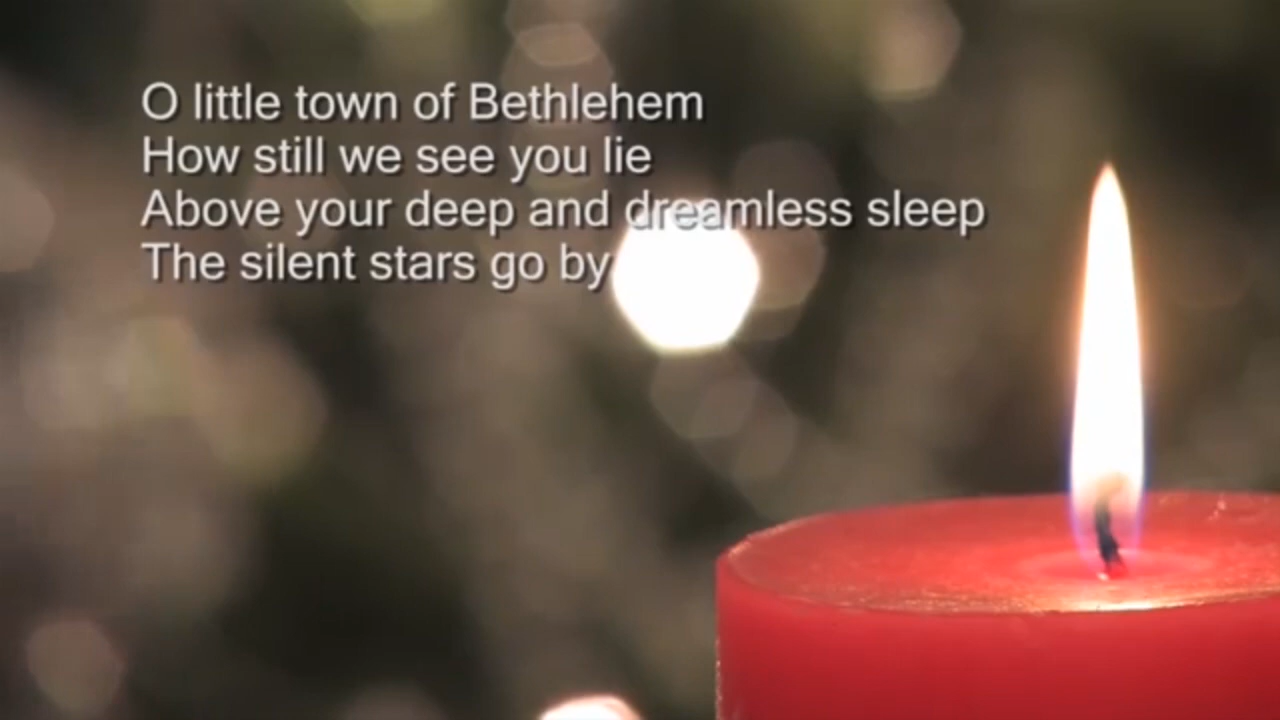 O little town of Bethlehem
How still we see you lie
Above your deep and dreamless sleep
The silent stars go by